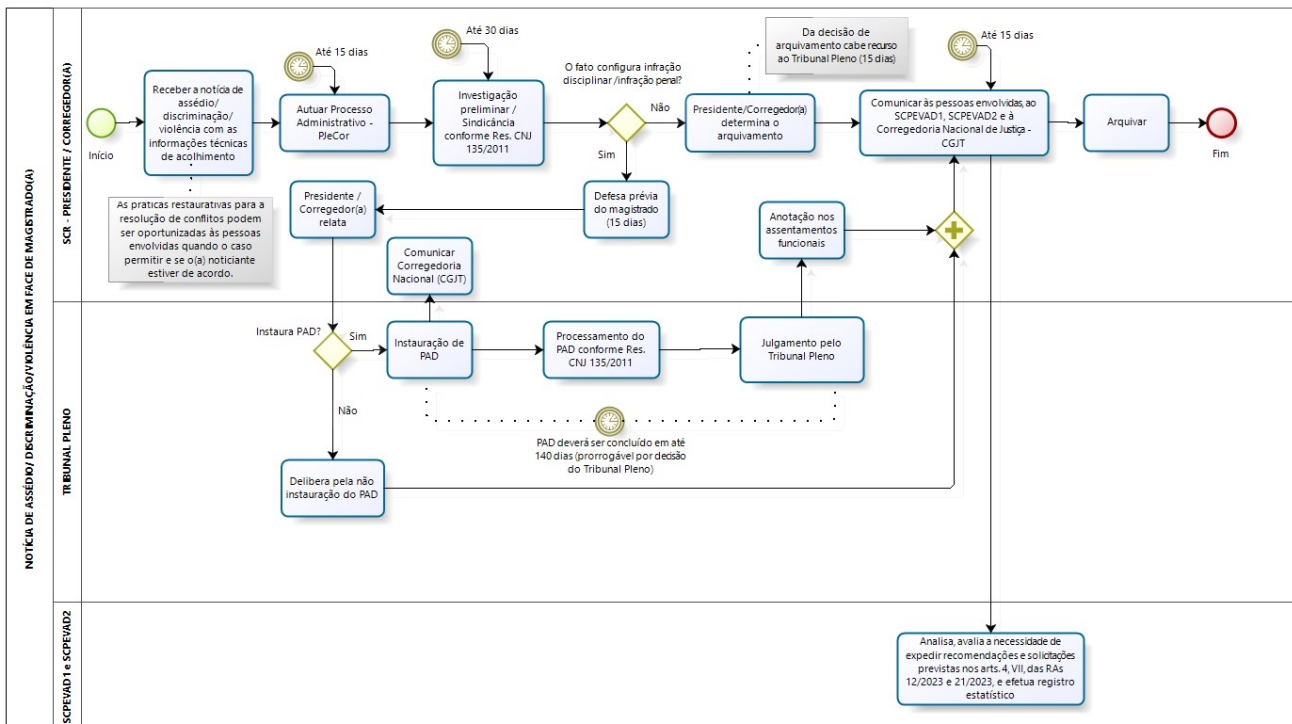 NOTÍCIA DE ASSÉDIO/ DISCRIMINAÇÃO/VIOLÊNCIA EM FACE DE MAGISTRADO(A)
SCR - PRESIDENTE / CORREGEDOR(A)
Início
Receber a notícia de
assédio/
discriminação/
violência com as
informações técnicas
de acolhimento
As praticas restaurativas para a
resolução de conflitos podem
ser oportunizadas às pessoas
envolvidas quando o caso
permitir e se o(a) noticiante
estiver de acordo.
Até 15 dias
Autuar Processo
Administrativo -
PJeCor
Até 30 dias
Investigação
preliminar /
Sindicância
conforme Res. CNJ
135/2011
O fato configura infração
disciplinar /infração penal?
Não
Sim
Presidente/Corregedor(a)
determina o
arquivamento
Da decisão de
arquivamento cabe recurso
ao Tribunal Pleno (15 dias)
Até 15 dias
Comunicar às pessoas envolvidas, ao
SCPEVAD1, SCPEVAD2 e à
Corregedoria Nacional de Justiça -
CGJT
Arquivar
Fim
Defesa prévia
do magistrado
(15 dias)
Presidente /
Corregedor(a)
relata
Comunicar
Corregedoria
Nacional (CGJT)
Anotação nos
assentamentos
funcionais
TRIBUNAL PLENO
Instaura PAD?
Sim
Não
Instauração de
PAD
Processamento do
PAD conforme Res.
CNJ 135/2011
Julgamento pelo
Tribunal Pleno
PAD deverá ser concluído em até
140 dias (prorrogável por decisão
do Tribunal Pleno)
Delibera pela não
instauração do PAD
SCPEVAD1 e SCPEVAD2
Analisa, avalia a necessidade de
expedir recomendações e solicitações
previstas nos arts. 4, VII, das RAs
12/2023 e 21/2023, e efetua registro
estatístico